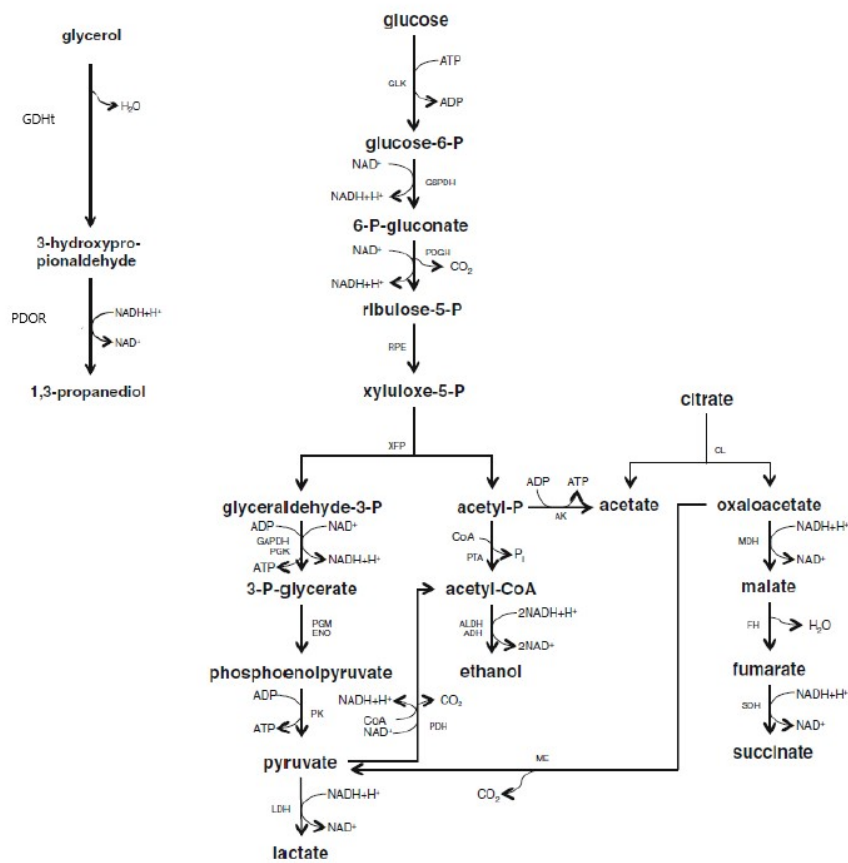 glycerol
GDHt
H₂O
3-hydroxypro-
pionaldehyde
PDOR
NADH+H⁺
NAD⁺
1,3-propanediol
glucose
ATP
GLK
ADP
glucose-6-P
NAD⁺
G6PDH
NADH+H⁺
6-P-gluconate
NAD⁺
PDGH
CO₂
NADH+H⁺
ribulose-5-P
RPE
xyluloxe-5-P
XFP
glyceraldehyde-3-P
ADP
NAD⁺
GAPDH
PGK
ATP
NADH+H⁺
3-P-glycerate
PGM
ENO
phosphoenolpyruvate
ADP
PK
ATP
pyruvate
LDH
NADH+H⁺
NAD⁺
lactate
acetyl-P
ADP
ATP
AK
acetate
CoA
PTA
Pᵢ
acetyl-CoA
ALDH
ADH
2NADH+H⁺
2NAD⁺
ethanol
NADH+H⁺
CO₂
CoA
NAD⁺
PDH
citrate
CL
oxaloacetate
NADH+H⁺
MDH
NAD⁺
malate
FH
H₂O
fumarate
NADH+H⁺
SDH
NAD⁺
succinate
ME
CO₂